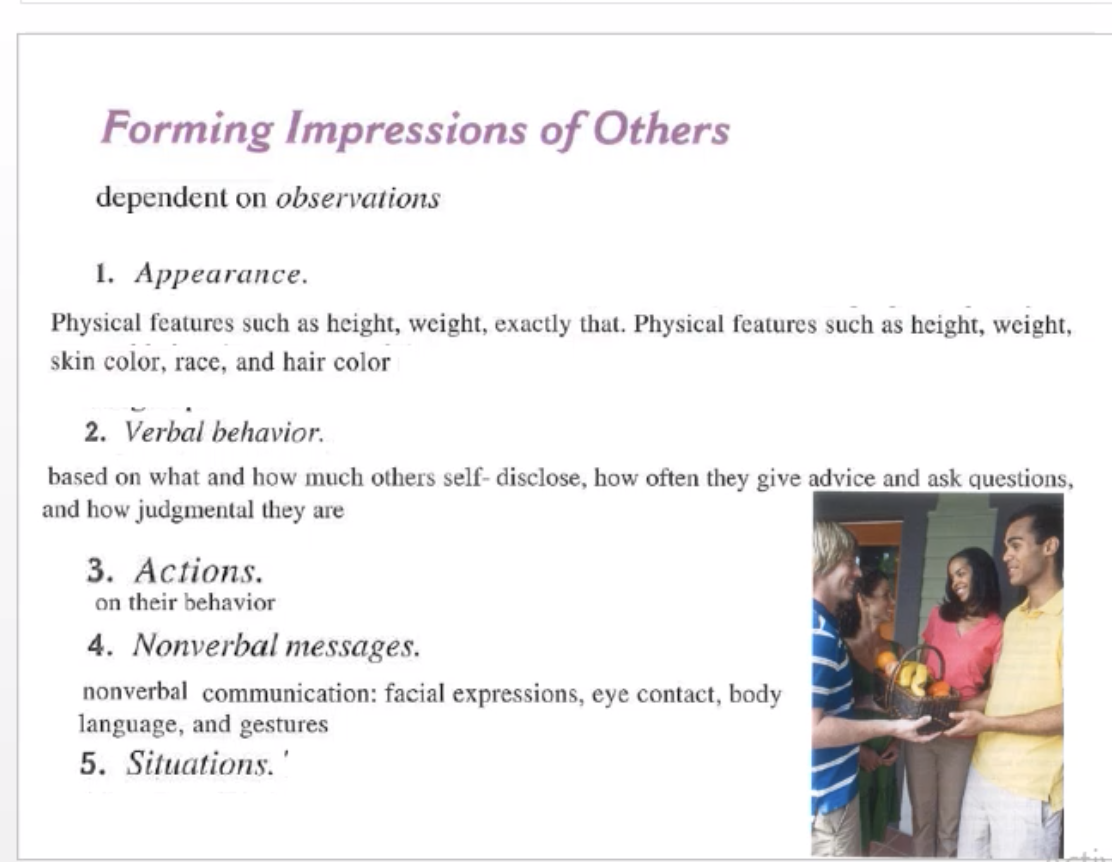 Forming Impressions of Others
dependent on observations
1. Appearance.
Physical features such as height, weight, exactly that. Physical features such as height, weight,
skin color, race, and hair color
2. Verbal behavior.
based on what and how much others self- disclose, how often they give advice and ask questions,
and how judgmental they are
3. Actions.
on their behavior
4. Nonverbal messages.
nonverbal communication: facial expressions, eye contact, body
language, and gestures
5. Situations. '